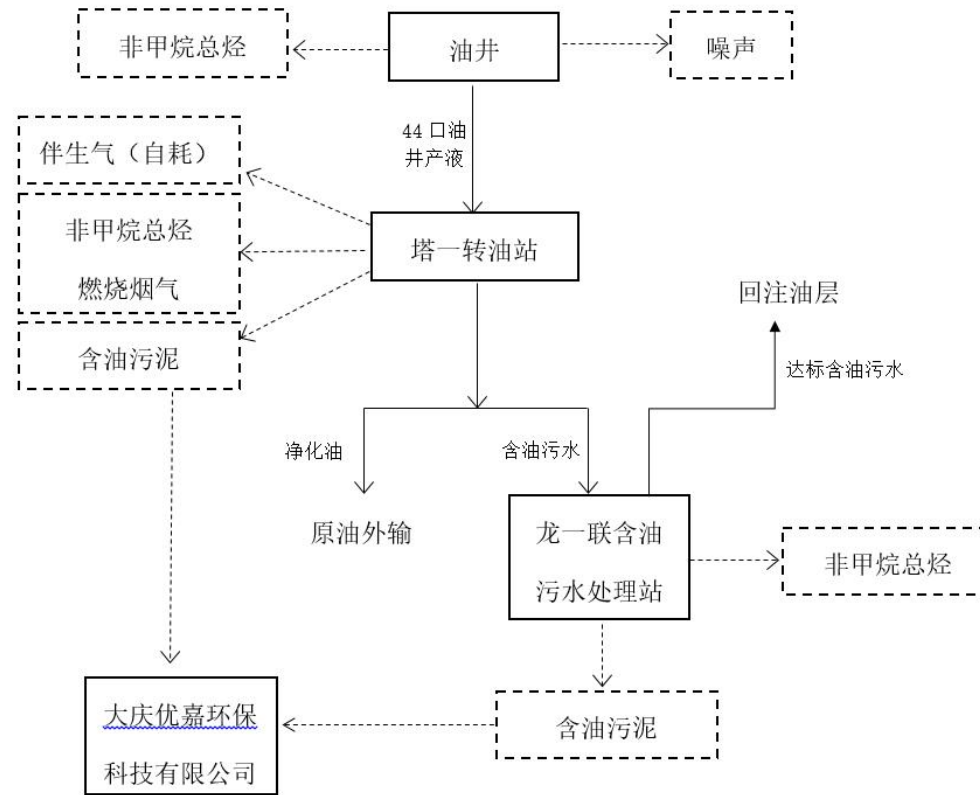 非甲烷总烃
油井
噪声
44 口油
井产液
伴生气（自耗）
非甲烷总烃
燃烧烟气
含油污泥
塔一转油站
回注油层
达标含油污水
净化油
含油污水
原油外输
龙一联含油
污水处理站
非甲烷总烃
大庆优嘉环保
科技有限公司
含油污泥